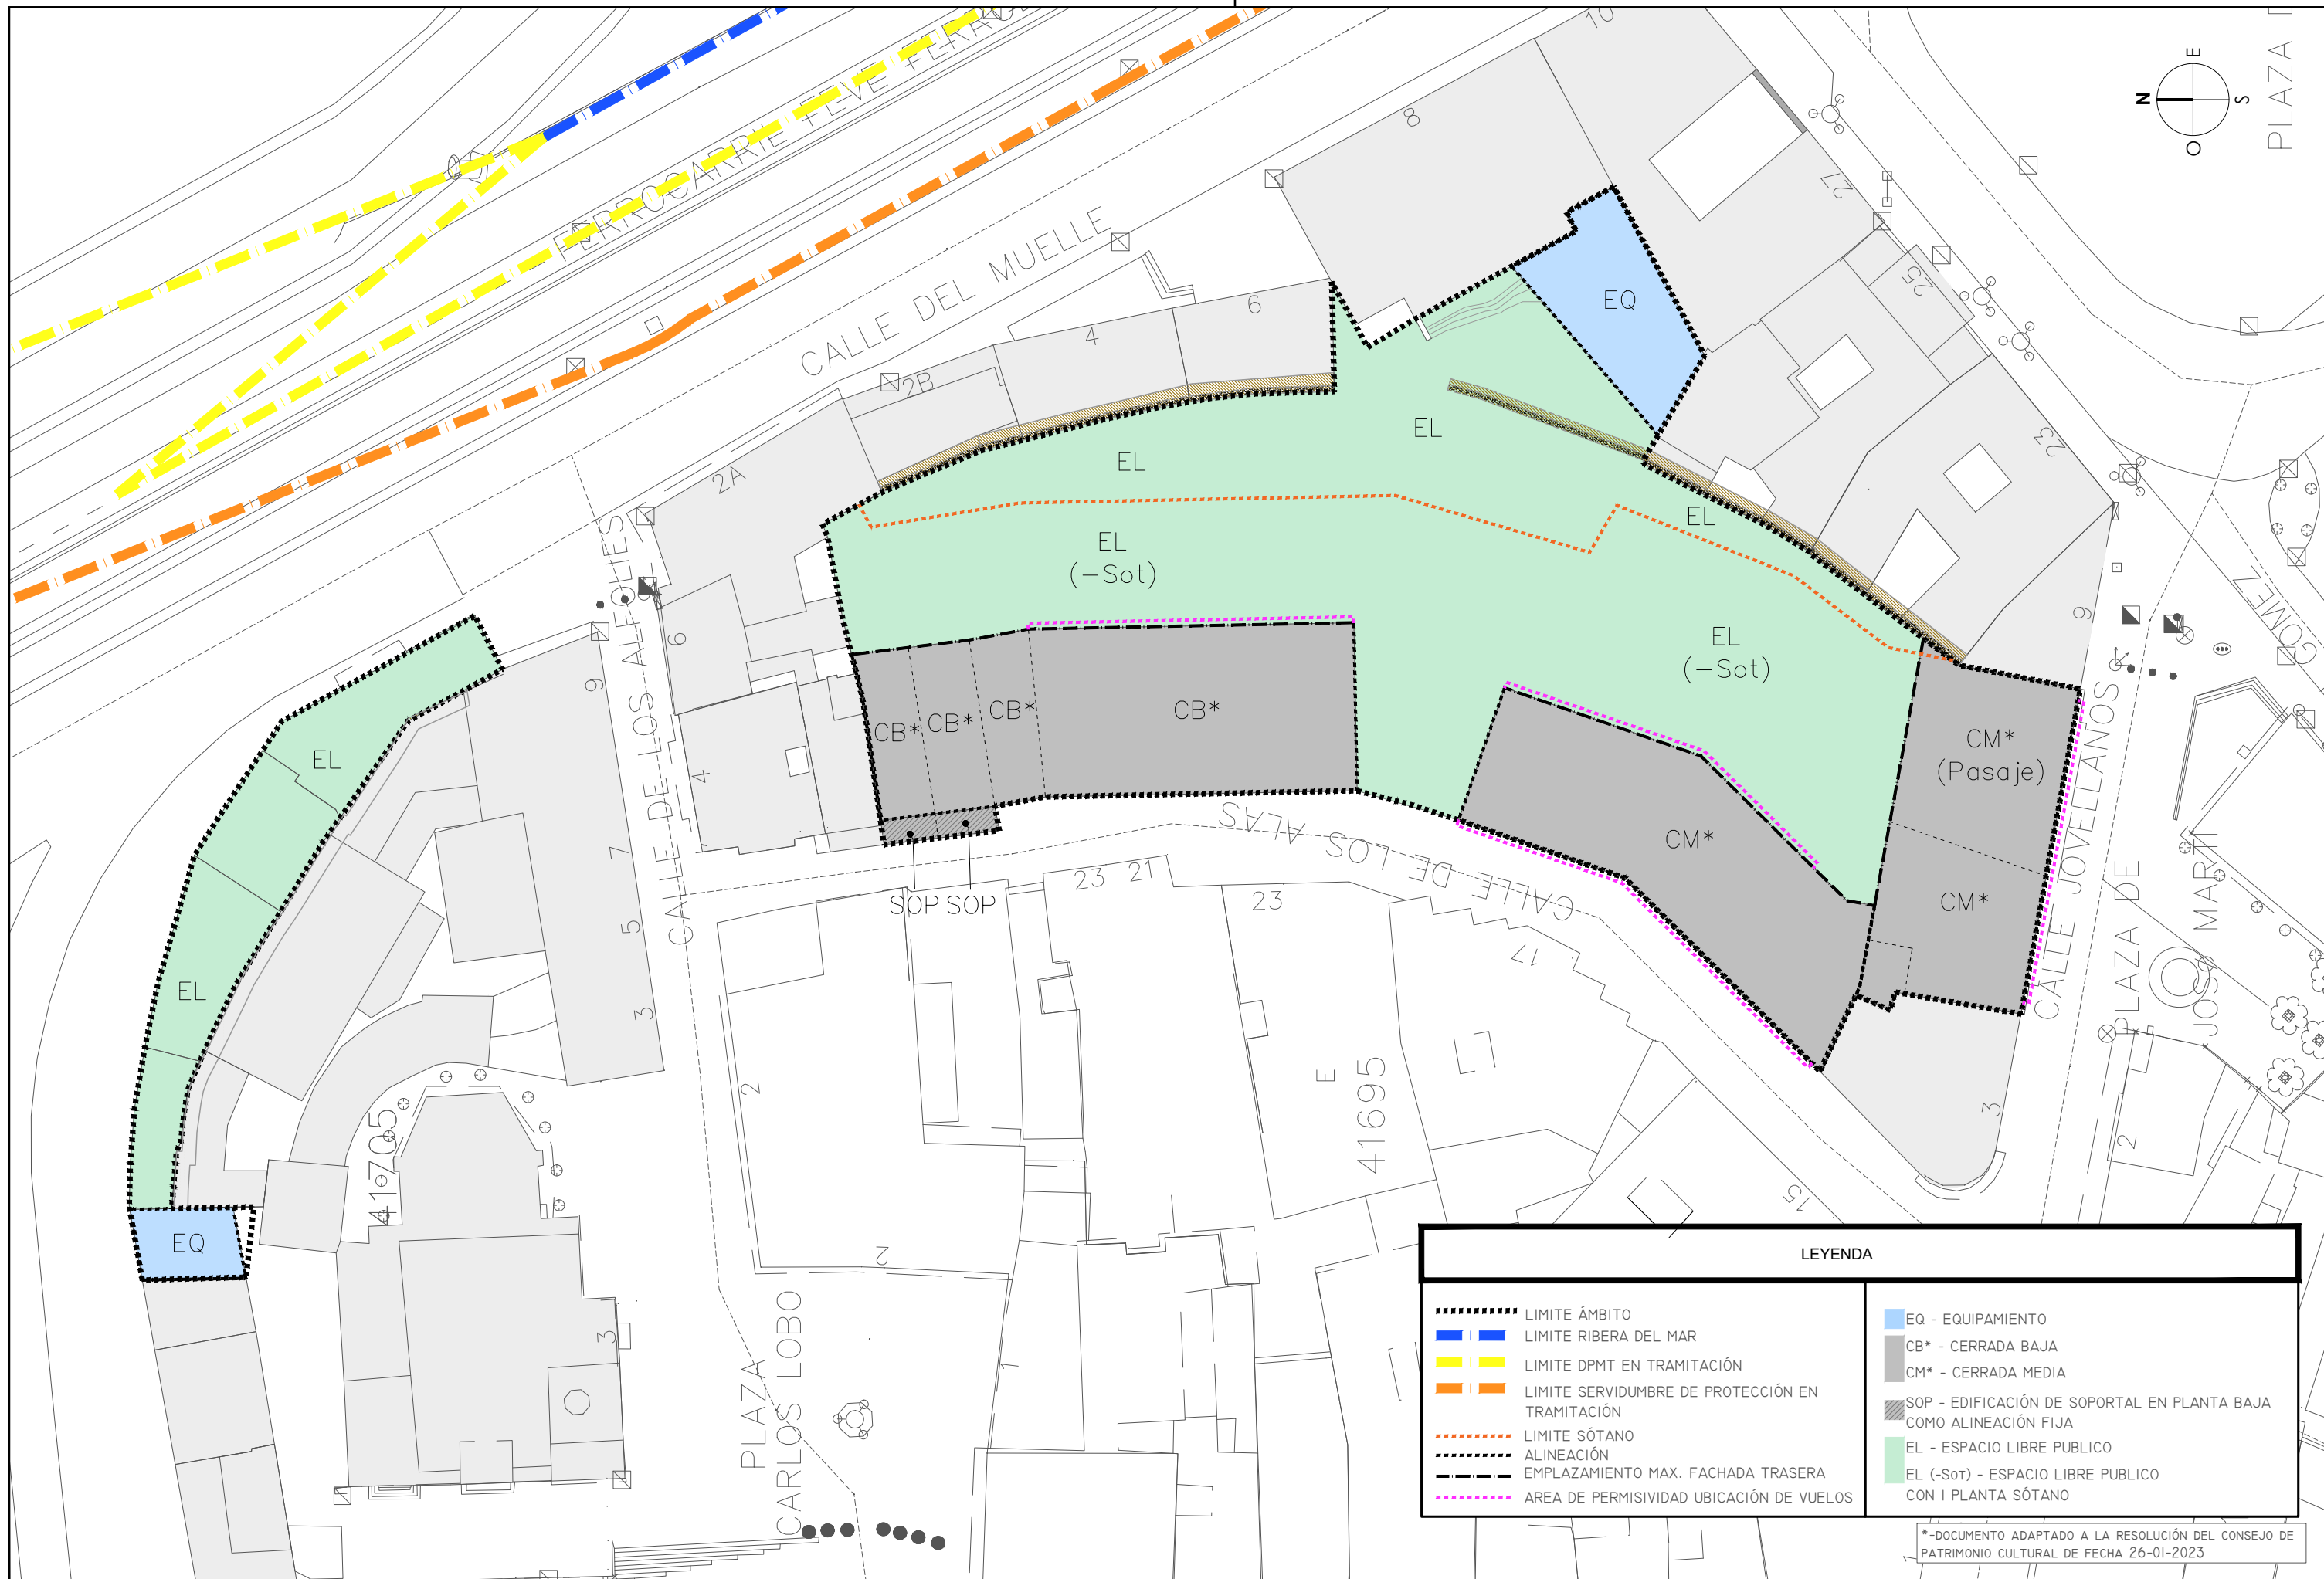 10
PLAZA
E
N
S
O
FERROCARRIL FEVE FERROL
8
27
25
CALLE DEL MUELLE
EQ
6
4
2B
2A
EL
EL
EL
23
EL
(-Sot)
EL
(-Sot)
CALLE DE LOS ALFOLIES
6
4
9
7
5
3
9
GOMEZ
CB*
CB*
CB*
CB*
CM*
(Pasaje)
CM*
CM*
EL
EL
EQ
SOP
SOP
CALLE DE LOS ALAS
CALLE JOVELLANOS
PLAZA DE
JOSE MARTI
23
21
23
17
15
3
2
2
2
E
41695
41705
3
1
PLAZA
CARLOS LOBO
LEYENDA
LIMITE ÁMBITO
LIMITE RIBERA DEL MAR
LIMITE DPMT EN TRAMITACIÓN
LIMITE SERVIDUMBRE DE PROTECCIÓN EN
TRAMITACIÓN
LIMITE SÓTANO
ALINEACIÓN
EMPLAZAMIENTO MAX. FACHADA TRASERA
AREA DE PERMISIVIDAD UBICACIÓN DE VUELOS
EQ - EQUIPAMIENTO
CB* - CERRADA BAJA
CM* - CERRADA MEDIA
SOP - EDIFICACIÓN DE SOPORTAL EN PLANTA BAJA
COMO ALINEACIÓN FIJA
EL - ESPACIO LIBRE PUBLICO
EL (-SOT) - ESPACIO LIBRE PUBLICO
CON I PLANTA SÓTANO
*-DOCUMENTO ADAPTADO A LA RESOLUCIÓN DEL CONSEJO DE
PATRIMONIO CULTURAL DE FECHA 26-01-2023